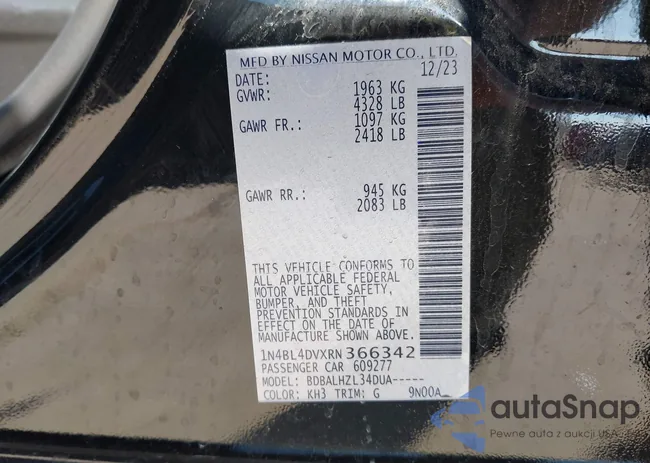 MFD BY NISSAN MOTOR CO., LTD.
DATE: 12/23
GVWR: 1963 KG
4328 LB
GAWR FR.: 1097 KG
2418 LB
GAWR RR.: 945 KG
2083 LB
THIS VEHICLE CONFORMS TO
ALL APPLICABLE FEDERAL
MOTOR VEHICLE SAFETY,
BUMPER, AND THEFT
PREVENTION STANDARDS IN
EFFECT ON THE DATE OF
MANUFACTURE SHOWN ABOVE.
1N4BL4DVXRN366342
PASSENGER CAR 609277
MODEL: BDBALHZL34DUA-----
COLOR: KH3 TRIM: G 9N00A
autaSnap
Pewne auta z aukcji USA